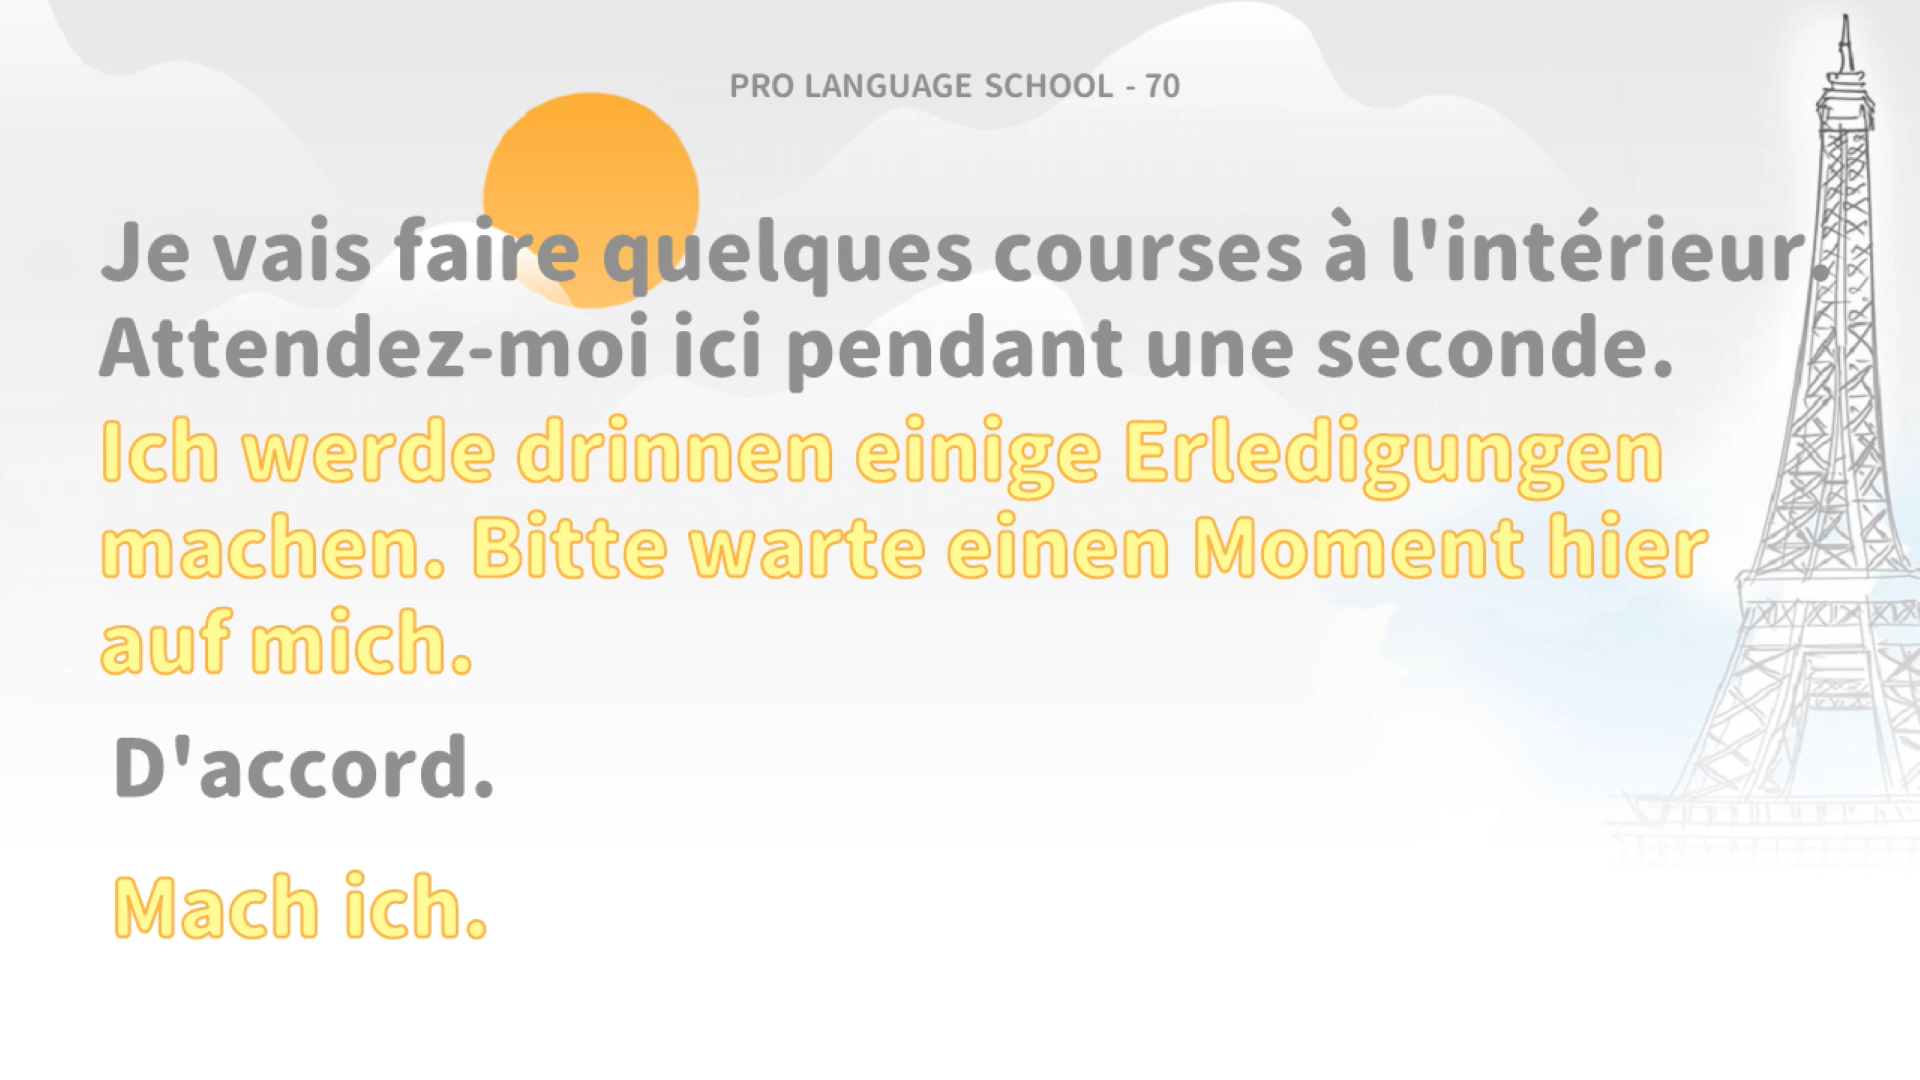 PRO LANGUAGE SCHOOL - 70
Je vais faire quelques courses à l'intérieur.
Attendez-moi ici pendant une seconde.
Ich werde drinnen einige Erledigungen
machen. Bitte warte einen Moment hier
auf mich.
D'accord.
Mach ich.